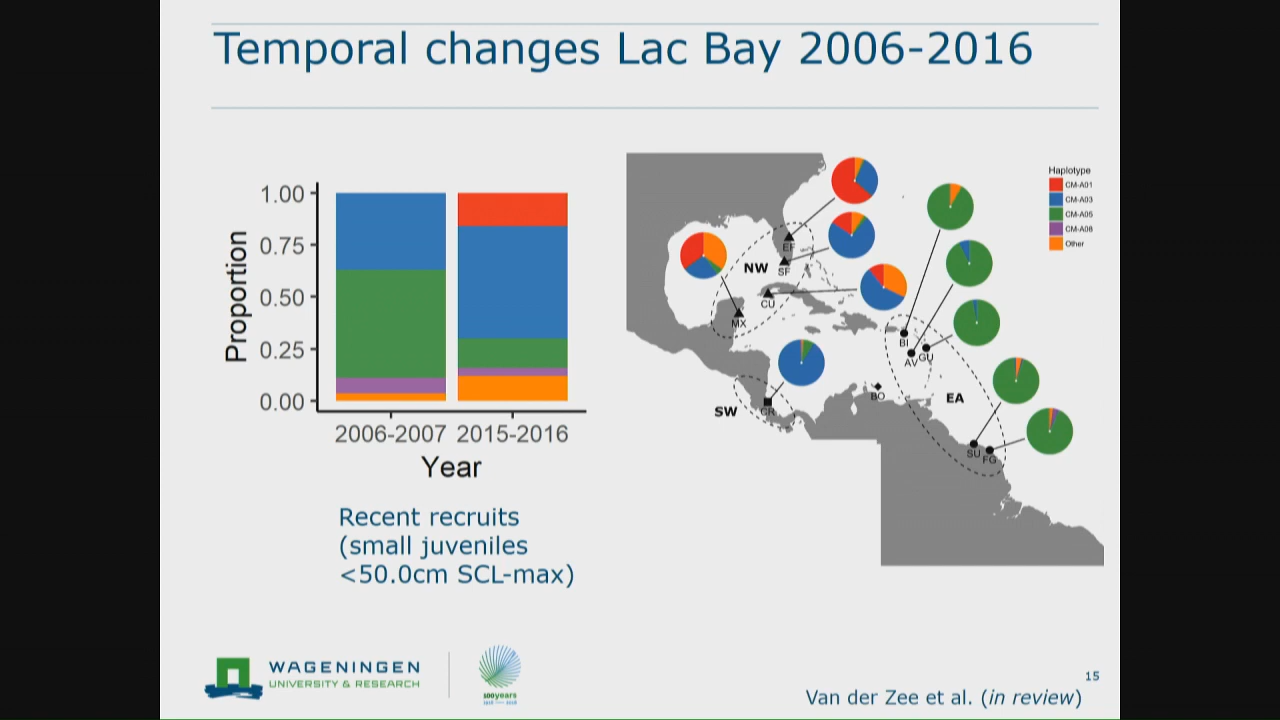 Temporal changes Lac Bay 2006-2016
1.00
0.75
0.50
0.25
0.00
Proportion
2006-2007 2015-2016
Year
Recent recruits
(small juveniles
<50.0cm SCL-max)
Haplotype
CM-A01
CM-A03
CM-A05
CM-A08
Other
EF
NW
SF
CU
MX
BI
AV
GU
BO
EA
SW
CR
SU
FG
WAGENINGEN
UNIVERSITY & RESEARCH
100years
15
Van der Zee et al. (in review)